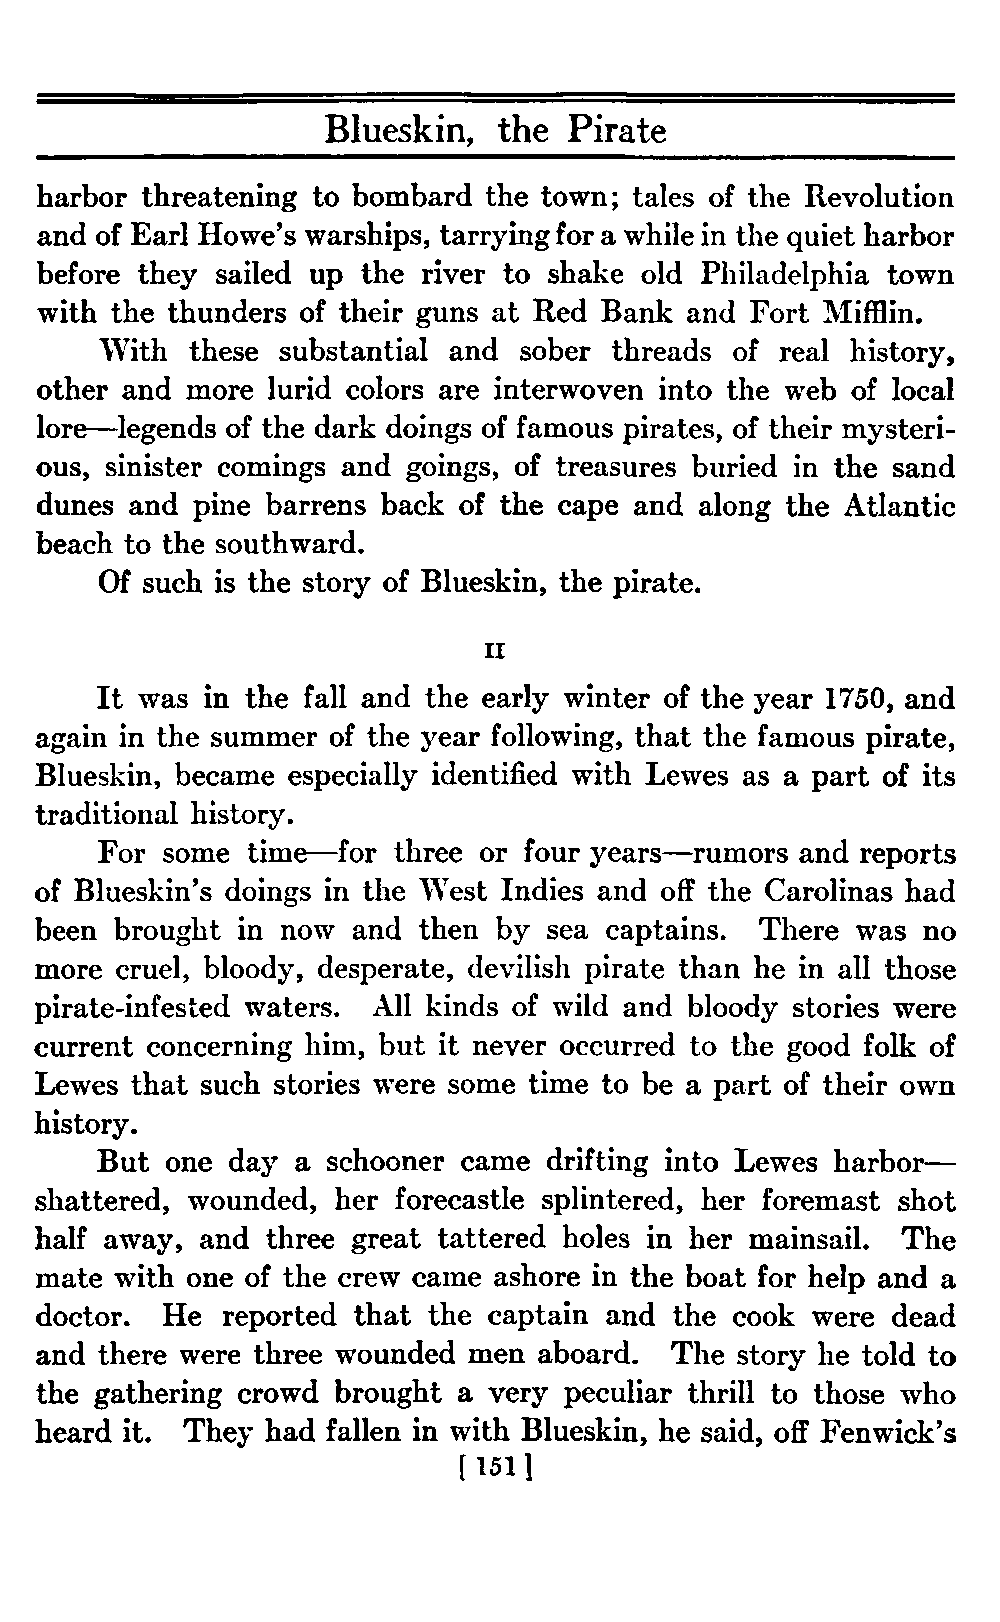 Blueskin, the Pirate
harbor threatening to bombard the town; tales of the Revolution
and of Earl Howe's warships, tarrying for a while in the quiet harbor
before they sailed up the river to shake old Philadelphia town
with the thunders of their guns at Red Bank and Fort Mifflin.
With these substantial and sober threads of real history,
other and more lurid colors are interwoven into the web of local
lore—legends of the dark doings of famous pirates, of their mysteri-
ous, sinister comings and goings, of treasures buried in the sand
dunes and pine barrens back of the cape and along the Atlantic
beach to the southward.
Of such is the story of Blueskin, the pirate.
II
It was in the fall and the early winter of the year 1750, and
again in the summer of the year following, that the famous pirate,
Blueskin, became especially identified with Lewes as a part of its
traditional history.
For some time—for three or four years—rumors and reports
of Blueskin's doings in the West Indies and off the Carolinas had
been brought in now and then by sea captains. There was no
more cruel, bloody, desperate, devilish pirate than he in all those
pirate-infested waters. All kinds of wild and bloody stories were
current concerning him, but it never occurred to the good folk of
Lewes that such stories were some time to be a part of their own
history.
But one day a schooner came drifting into Lewes harbor—
shattered, wounded, her forecastle splintered, her foremast shot
half away, and three great tattered holes in her mainsail. The
mate with one of the crew came ashore in the boat for help and a
doctor. He reported that the captain and the cook were dead
and there were three wounded men aboard. The story he told to
the gathering crowd brought a very peculiar thrill to those who
heard it. They had fallen in with Blueskin, he said, off Fenwick's
[ 151 ]